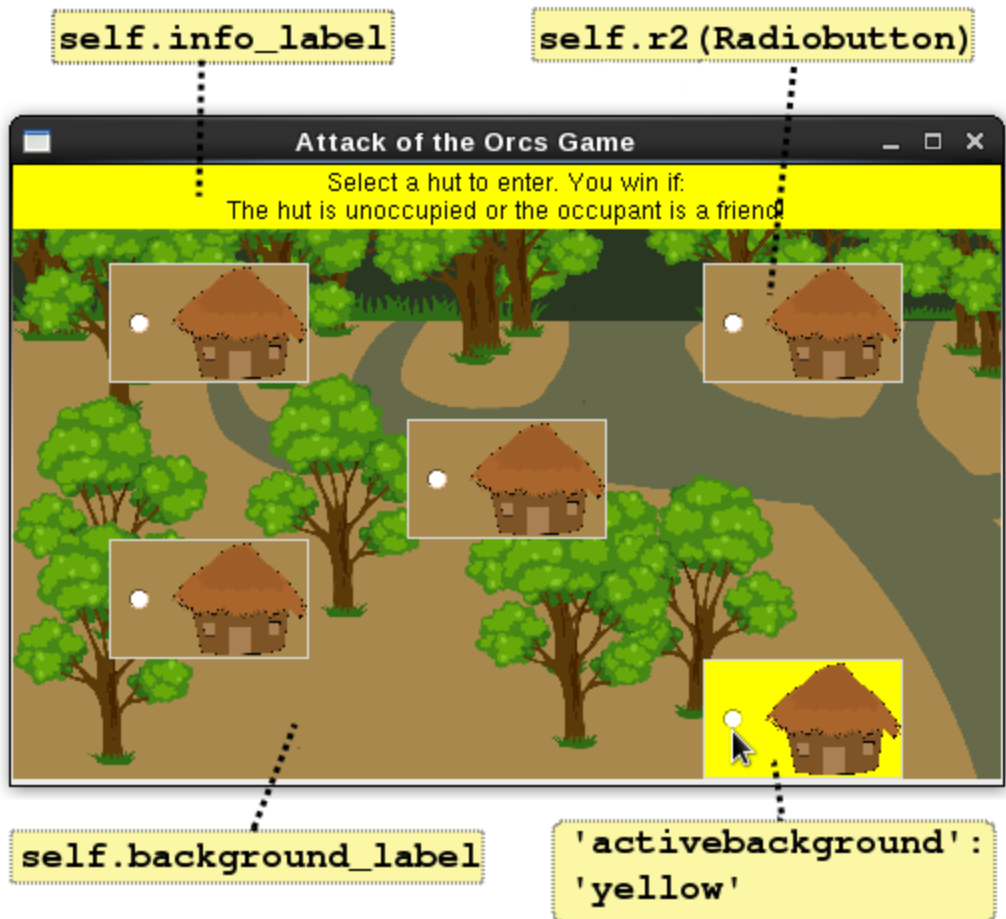 self.info_label
self.r2(Radiobutton)
Attack of the Orcs Game
Select a hut to enter. You win if:
The hut is unoccupied or the occupant is a friend!
self.background_label
'activebackground':
'yellow'